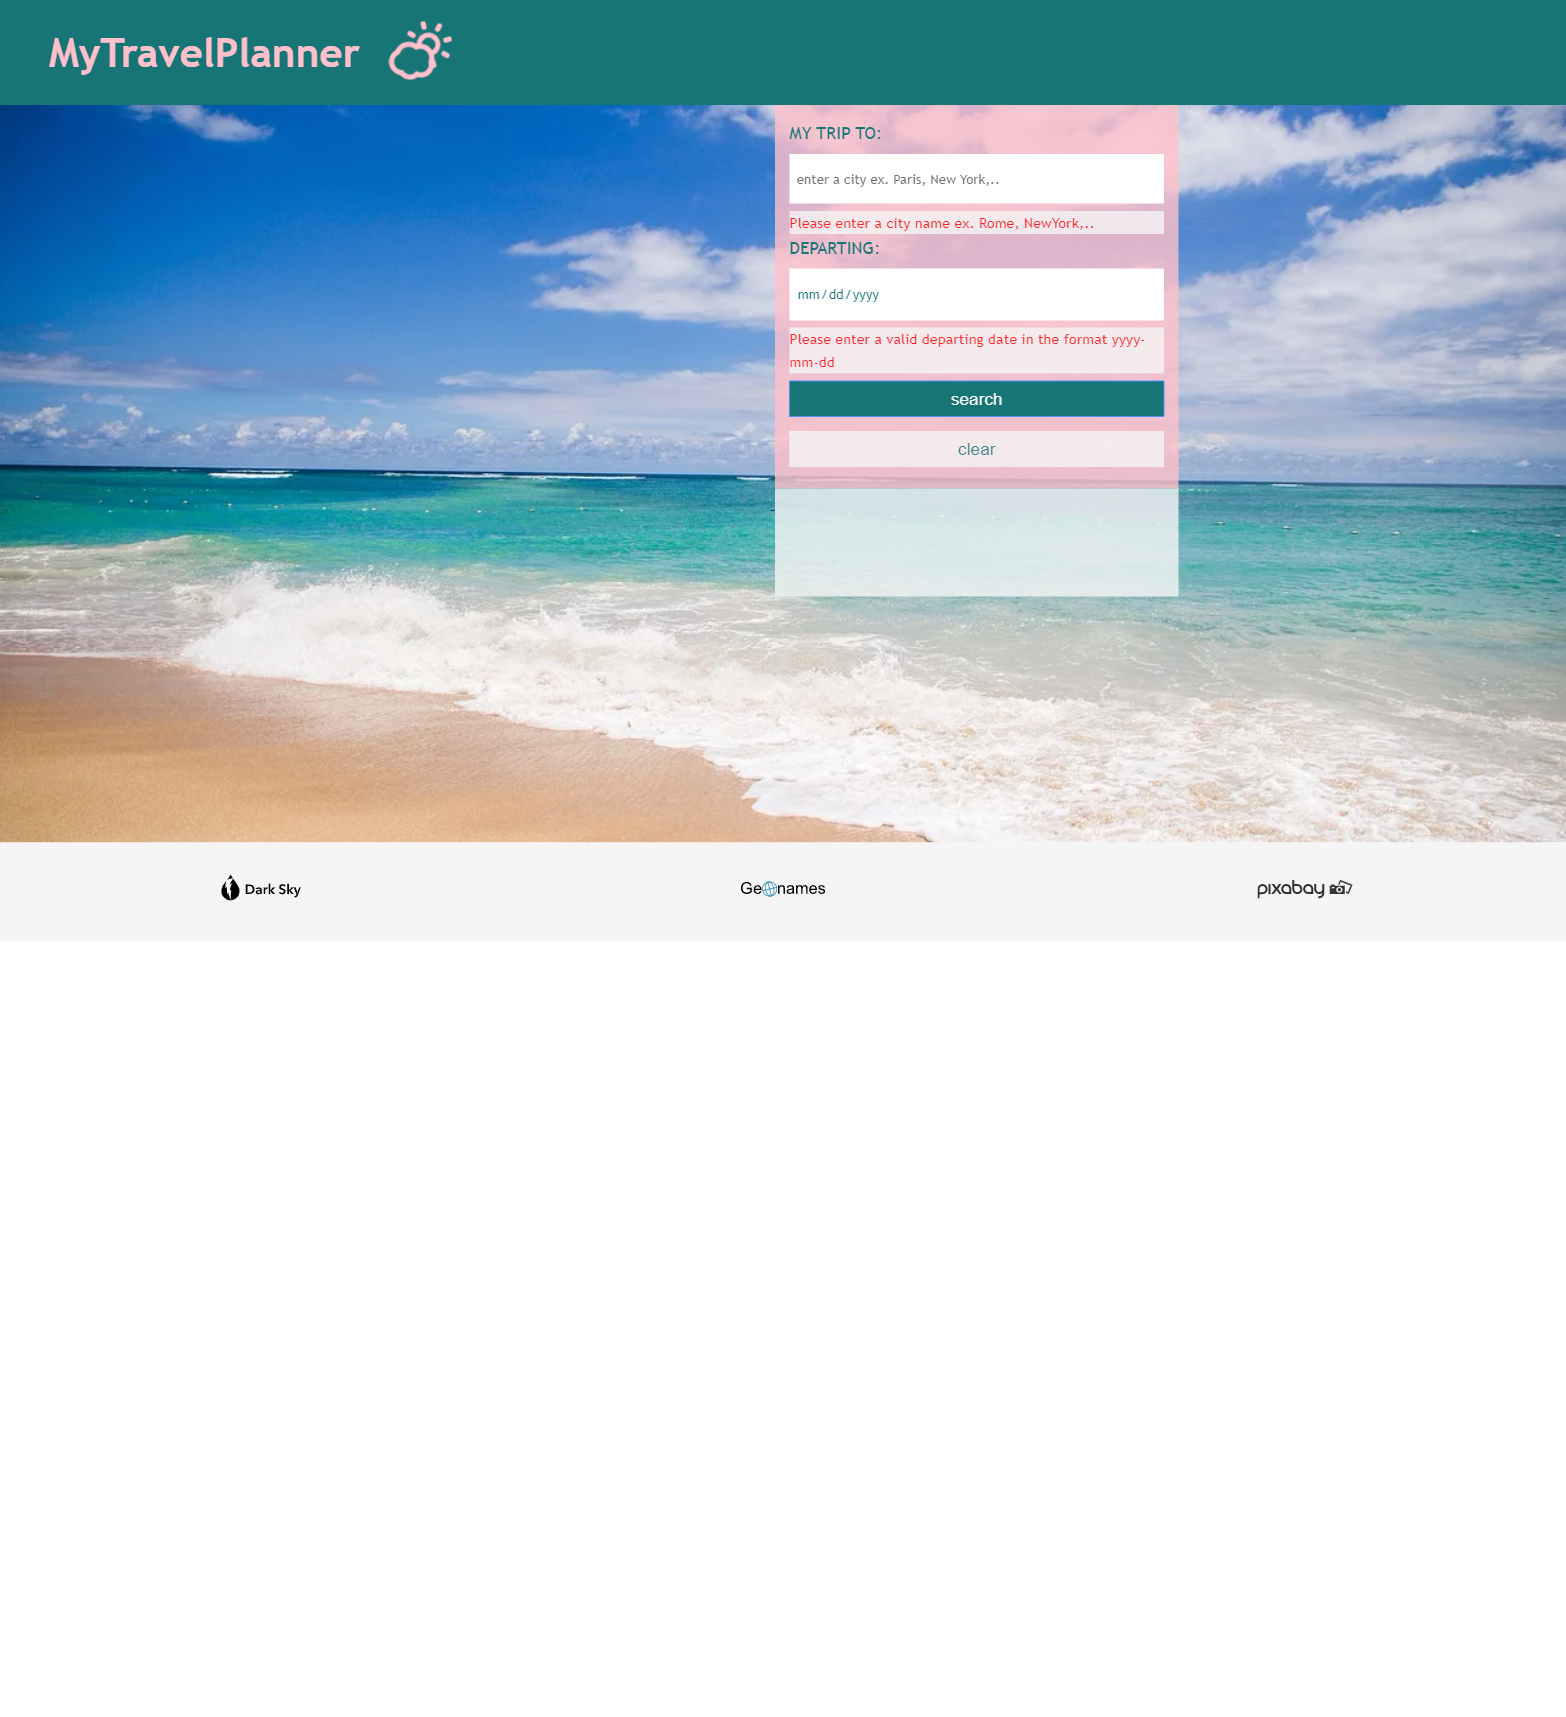 MyTravelPlanner
MY TRIP TO:
enter a city ex. Paris, New York,..
Please enter a city name ex. Rome, NewYork,..
DEPARTING:
mm/dd/yyyy
Please enter a valid departing date in the format yyyy-
mm-dd
search
clear
Dark Sky
Geonames
pixabay